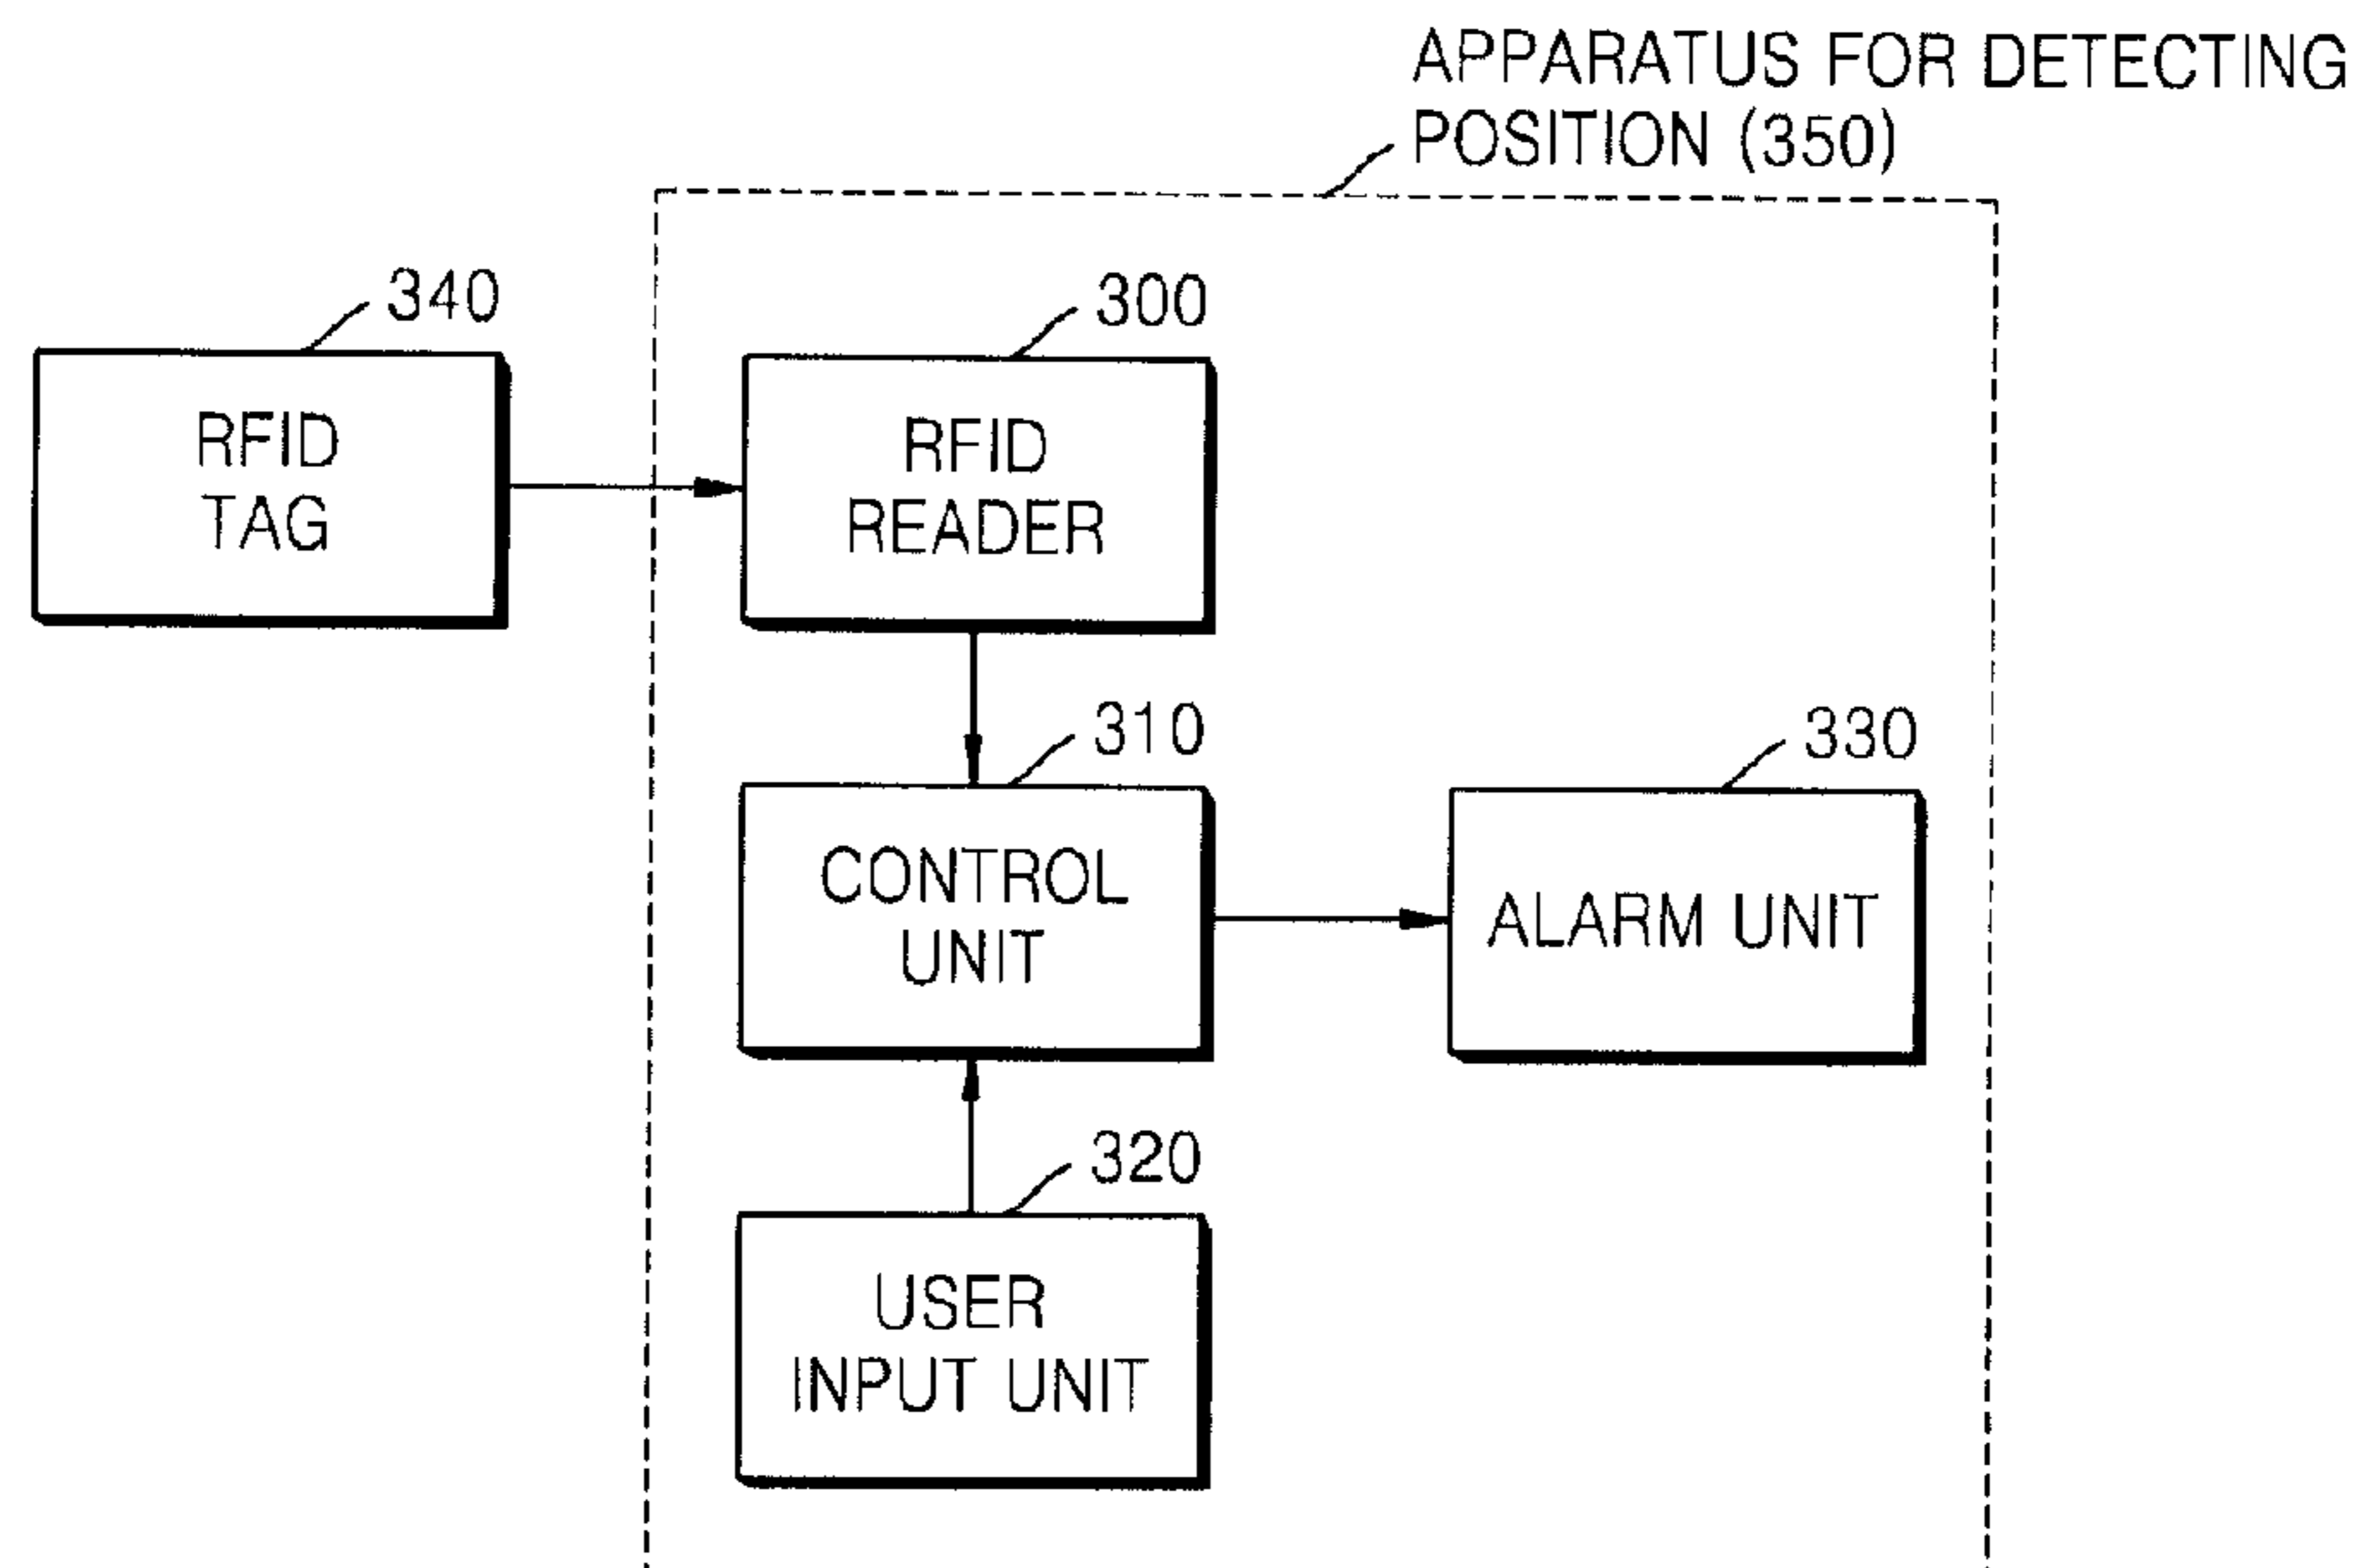 APPARATUS FOR DETECTING
POSITION (350)
340
300
RFID
TAG
RFID
READER
310
330
CONTROL
UNIT
ALARM UNIT
320
USER
INPUT UNIT